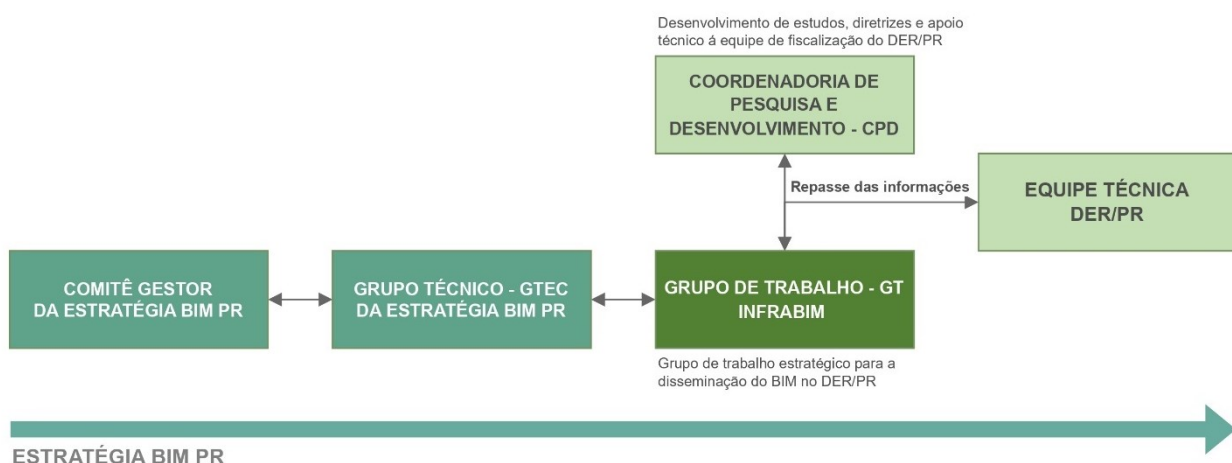 Desenvolvimento de estudos, diretrizes e apoio
técnico á equipe de fiscalização do DER/PR
COORDENADORIA DE
PESQUISA E
DESENVOLVIMENTO - CPD
Repasse das informações
EQUIPE TÉCNICA
DER/PR
COMITÊ GESTOR
DA ESTRATÉGIA BIM PR
GRUPO TÉCNICO - GTEC
DA ESTRATÉGIA BIM PR
GRUPO DE TRABALHO - GT
INFRABIM
Grupo de trabalho estratégico para a
disseminação do BIM no DER/PR
ESTRATÉGIA BIM PR